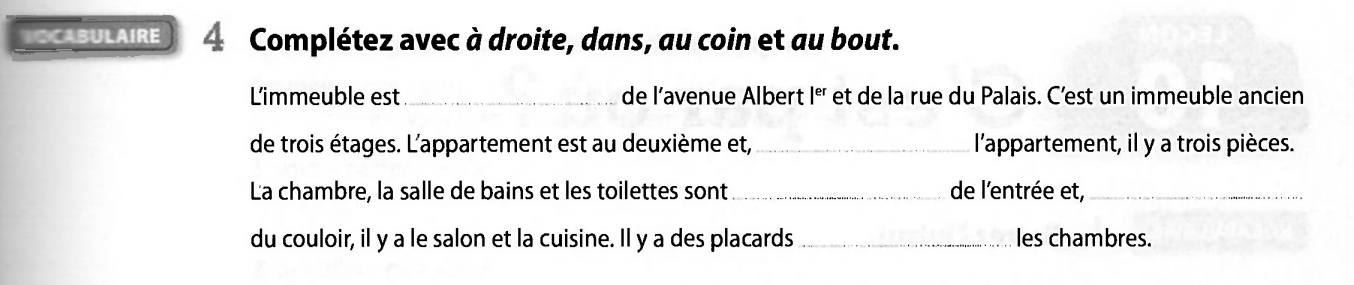 VOCABULAIRE 4 Complétez avec à droite, dans, au coin et au bout.
L'immeuble est ........................ de l'avenue Albert Ier et de la rue du Palais. C'est un immeuble ancien
de trois étages. L'appartement est au deuxième et, ........................ l'appartement, il y a trois pièces.
La chambre, la salle de bains et les toilettes sont ........................ de l'entrée et, ........................
du couloir, il y a le salon et la cuisine. Il y a des placards ........................ les chambres.